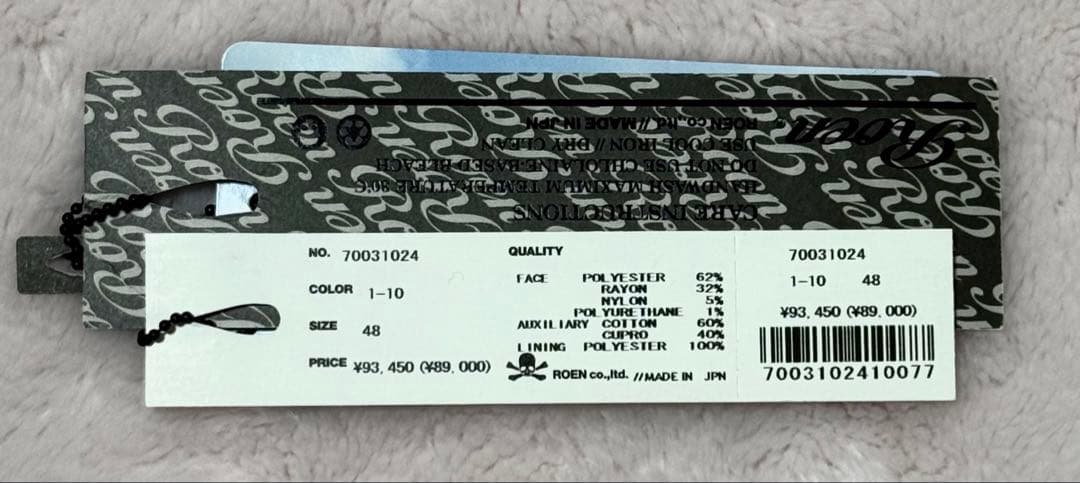 Roen
ROEN co.,ltd. // MADE IN JPN
USE COOL IRON // DRY CLEAN
DO NOT USE CHLOLAINE-BASED BLEACH
HANDWASH MAXIMUM TEMPERATURE 30℃
CARE INSTRUCTIONS
NO. 70031024
COLOR 1-10
SIZE 48
PRICE ¥93,450 (¥89,000)
QUALITY
FACE POLYESTER 62%
RAYON 32%
NYLON 5%
POLYURETHANE 1%
AUXILIARY COTTON 60%
CUPRO 40%
LINING POLYESTER 100%
ROEN co.,ltd. //MADE IN JPN
70031024
1-10 48
¥93,450 (¥89,000)
7003102410077